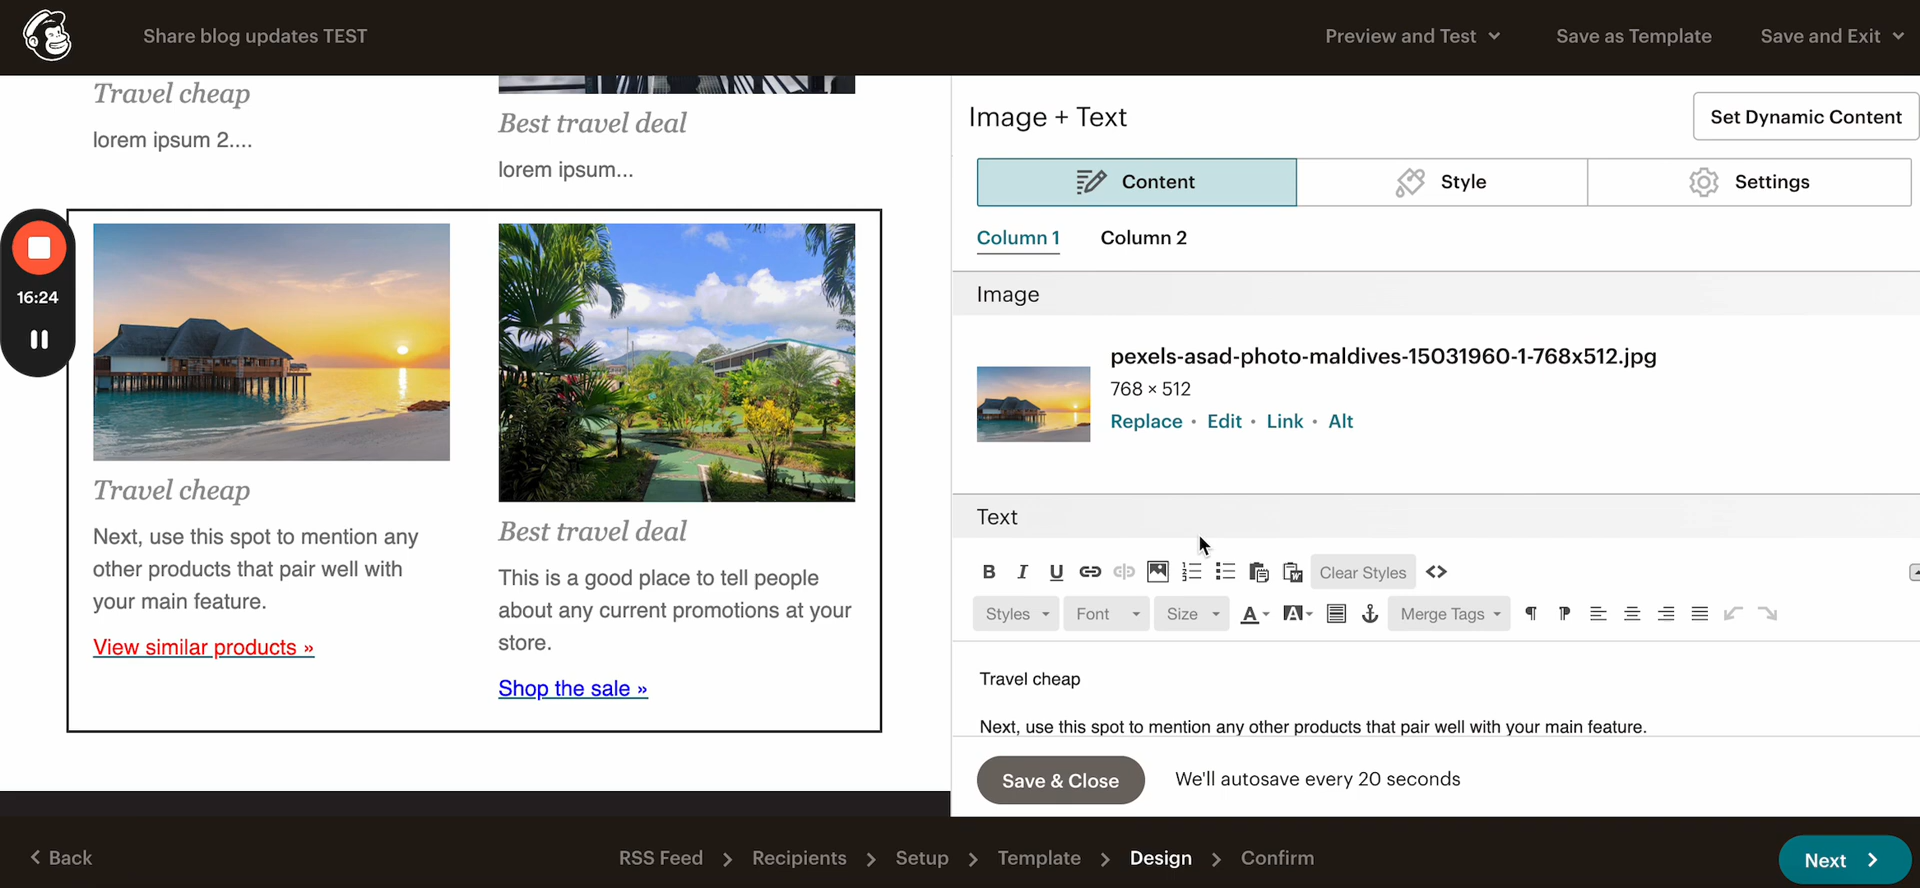 Share blog updates TEST
Preview and Test
Save as Template
Save and Exit
Travel cheap
lorem ipsum 2....
Best travel deal
lorem ipsum...
16:24
Travel cheap
Next, use this spot to mention any
other products that pair well with
your main feature.
View similar products »
Best travel deal
This is a good place to tell people
about any current promotions at your
store.
Shop the sale »
Image + Text
Set Dynamic Content
Content
Style
Settings
Column 1
Column 2
Image
pexels-asad-photo-maldives-15031960-1-768x512.jpg
768 × 512
Replace · Edit · Link · Alt
Text
B I U Clear Styles <>
Styles Font Size A A Merge Tags ¶
Travel cheap
Next, use this spot to mention any other products that pair well with your main feature.
Save & Close
We'll autosave every 20 seconds
Back
RSS Feed > Recipients > Setup > Template > Design > Confirm
Next